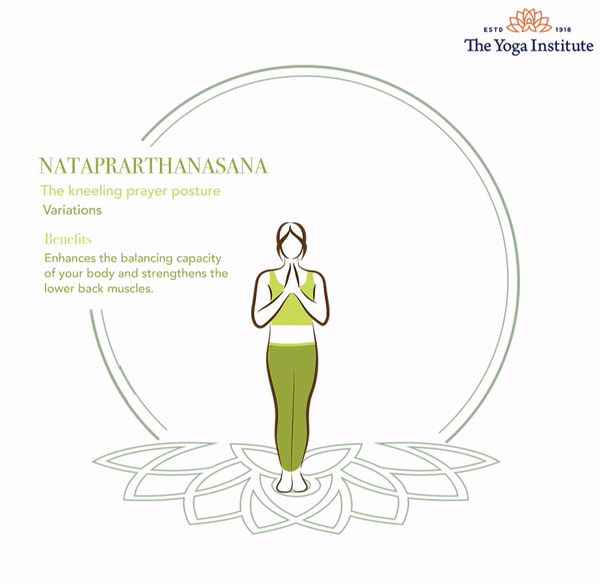 ESTD 1918
The Yoga Institute
NATAPRARTHANASANA
The kneeling prayer posture
Variations
Benefits
Enhances the balancing capacity
of your body and strengthens the
lower back muscles.